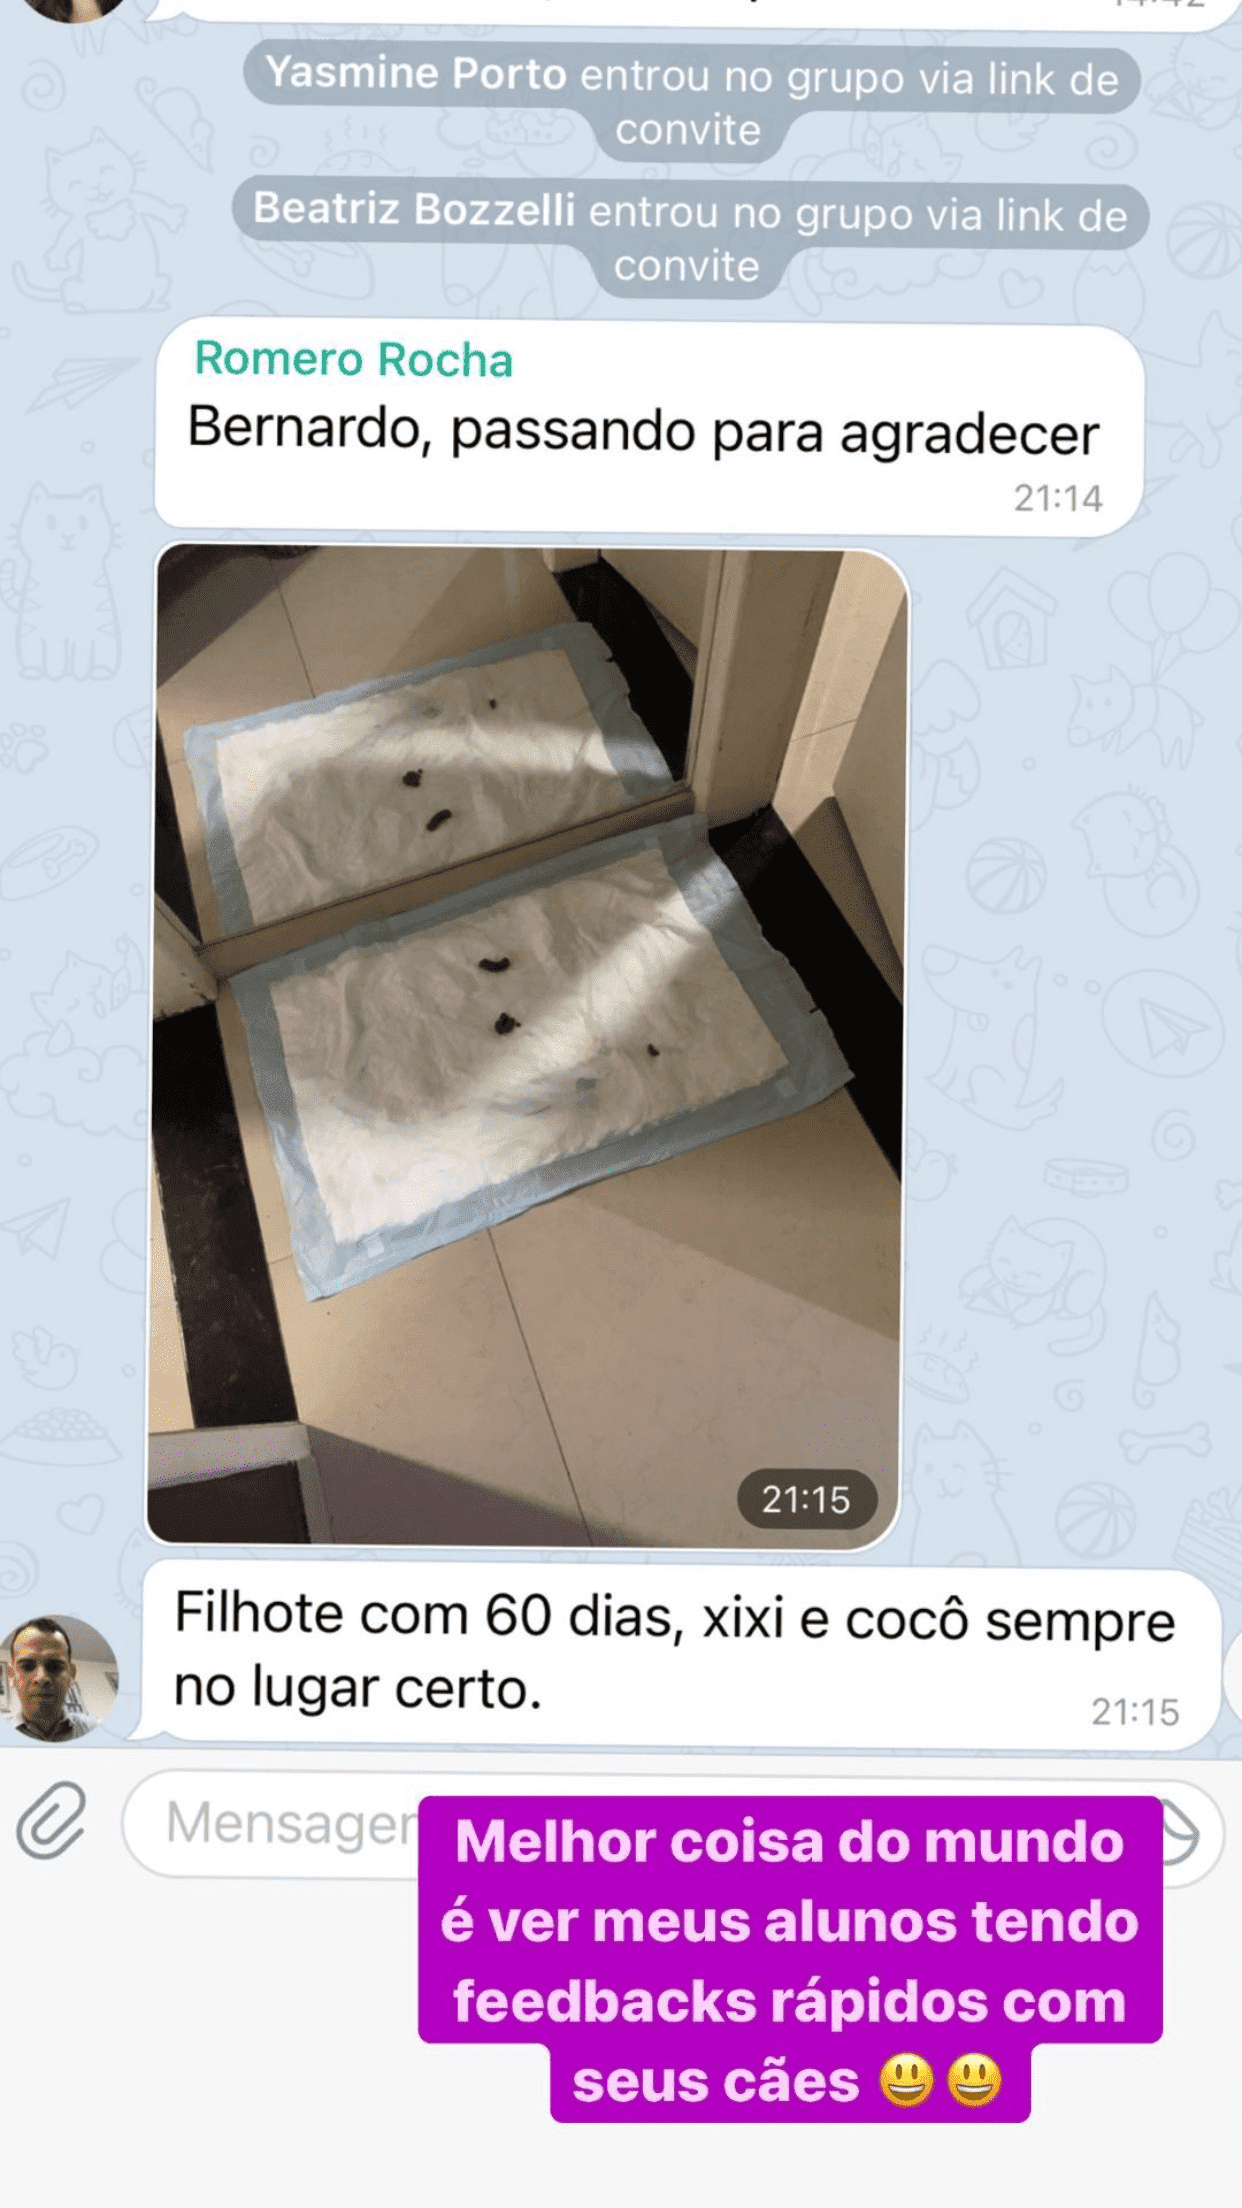 Yasmine Porto entrou no grupo via link de
convite
Beatriz Bozzelli entrou no grupo via link de
convite
Romero Rocha
Bernardo, passando para agradecer
21:14
21:15
Filhote com 60 dias, xixi e cocô sempre
no lugar certo.
21:15
Melhor coisa do mundo
é ver meus alunos tendo
feedbacks rápidos com
seus cães 😃😃